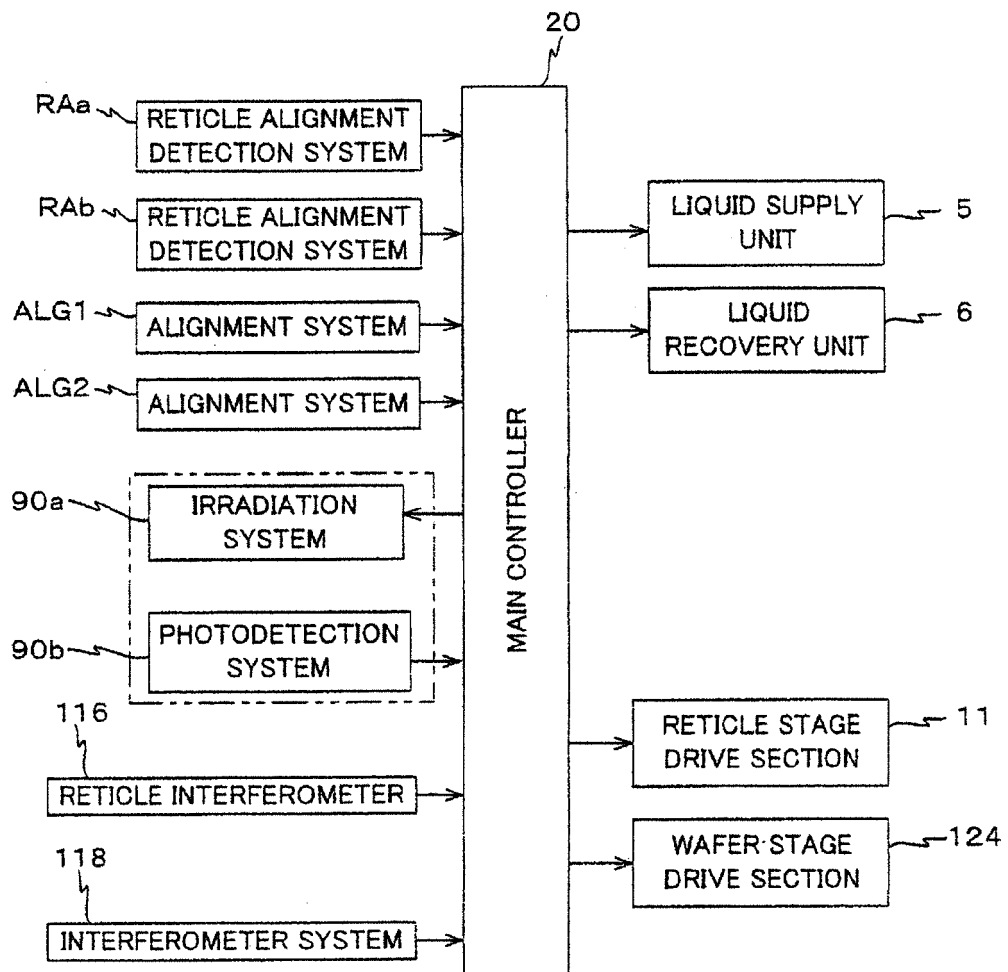 20
RAa
RETICLE ALIGNMENT
DETECTION SYSTEM
RAb
RETICLE ALIGNMENT
DETECTION SYSTEM
ALG1
ALIGNMENT SYSTEM
ALG2
ALIGNMENT SYSTEM
90a
IRRADIATION
SYSTEM
90b
PHOTODETECTION
SYSTEM
116
RETICLE INTERFEROMETER
118
INTERFEROMETER SYSTEM
MAIN CONTROLLER
LIQUID SUPPLY
UNIT
5
LIQUID
RECOVERY UNIT
6
RETICLE STAGE
DRIVE SECTION
11
WAFER STAGE
DRIVE SECTION
124